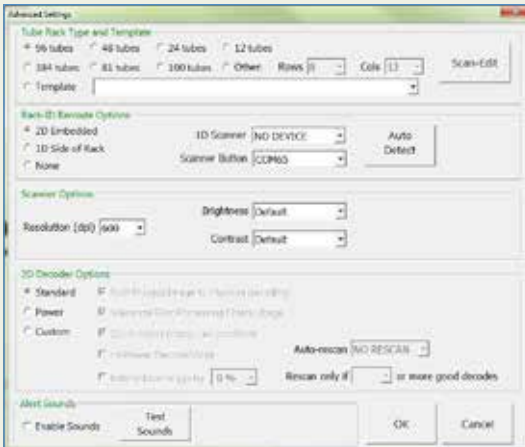 Advanced Settings
Tube Rack Type and Template
96 tubes 48 tubes 24 tubes 12 tubes
384 tubes 81 tubes 100 tubes Other: Rows 8 Cols 12
Scan-Edit
Template
Rack-ID Barcode Options
2D Embedded
1D Side of Rack
None
1D Scanner NO DEVICE
Scanner Button COM65
Auto
Detect
Scanner Options
Resolution (dpi) 600
Brightness Default
Contrast Default
2D Decoder Options
Standard
Power
Custom
Auto-rescan NO RESCAN
0 %
Rescan only if or more good decodes
Alert Sounds
Enable Sounds
Test
Sounds
OK
Cancel